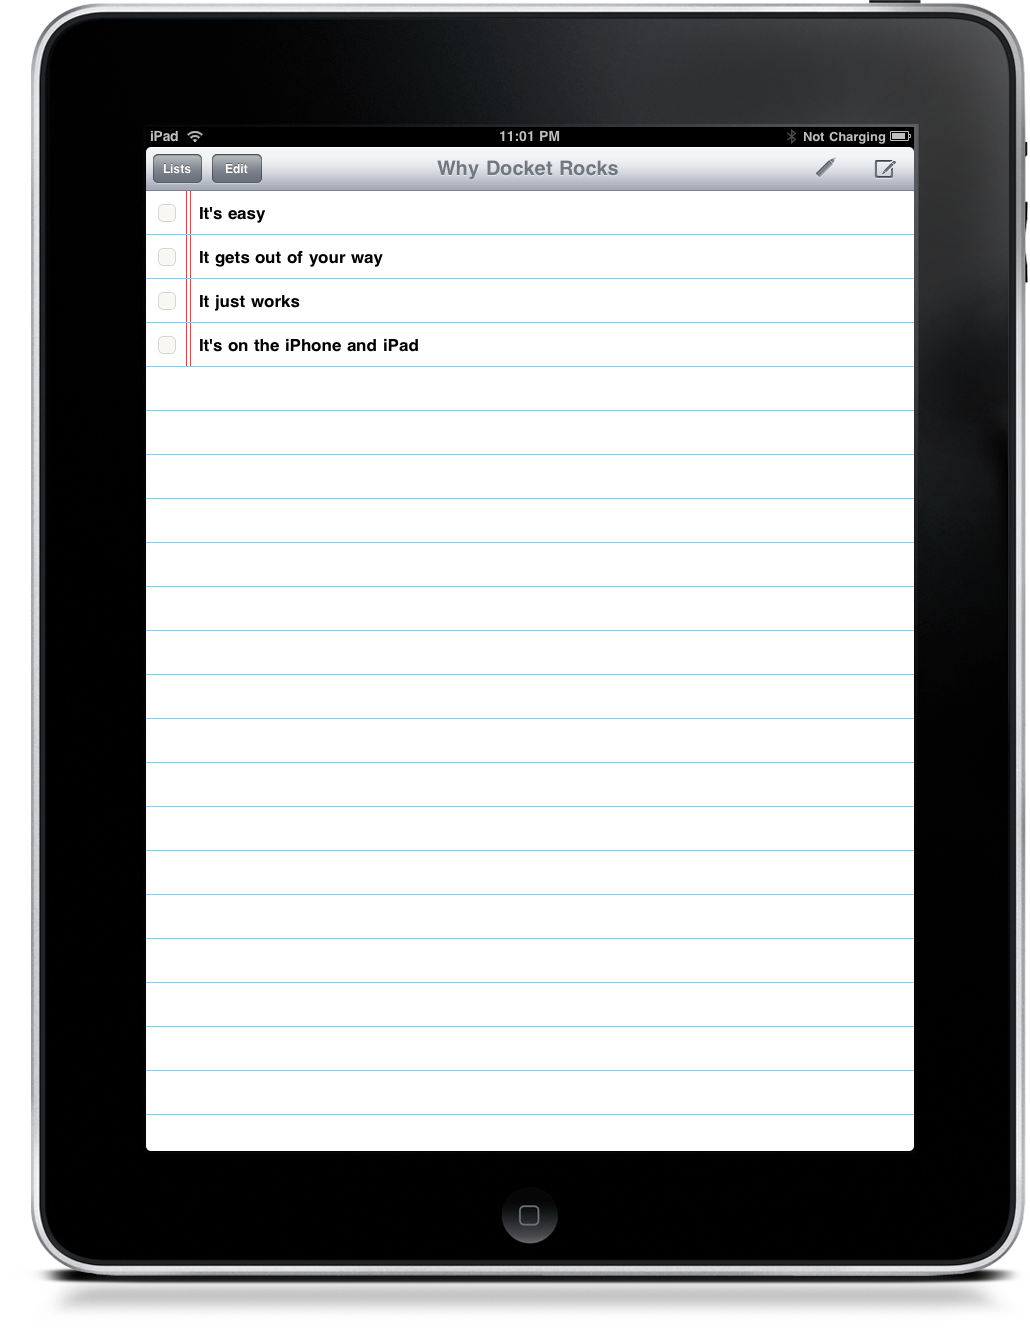 iPad 11:01 PM Not Charging
Lists Edit Why Docket Rocks
It's easy
It gets out of your way
It just works
It's on the iPhone and iPad